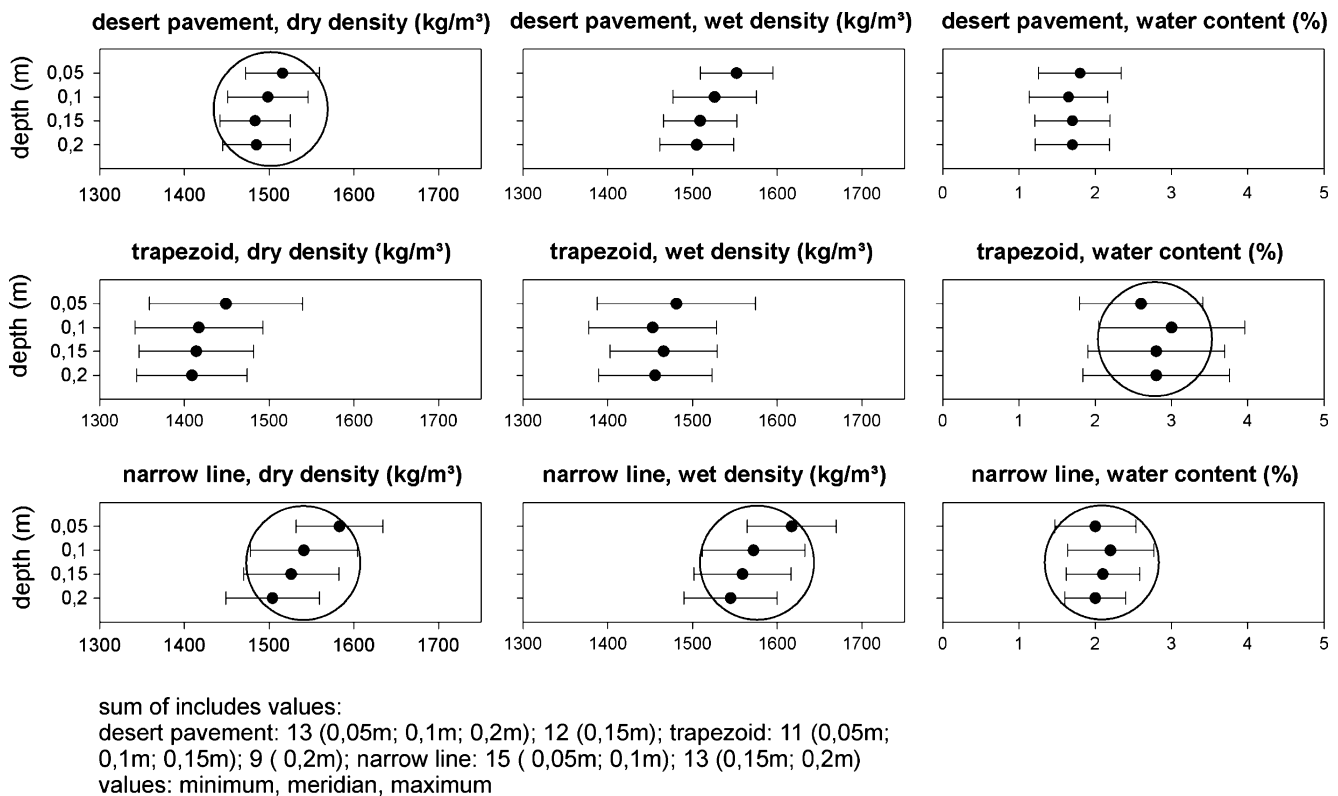 desert pavement, dry density (kg/m³) desert pavement, wet density (kg/m³) desert pavement, water content (%)
depth (m)
0,05
0,1
0,15
0,2
1300 1400 1500 1600 1700 1300 1400 1500 1600 1700 0 1 2 3 4 5
trapezoid, dry density (kg/m³) trapezoid, wet density (kg/m³) trapezoid, water content (%)
depth (m)
0,05
0,1
0,15
0,2
1300 1400 1500 1600 1700 1300 1400 1500 1600 1700 0 1 2 3 4 5
narrow line, dry density (kg/m³) narrow line, wet density (kg/m³) narrow line, water content (%)
depth (m)
0,05
0,1
0,15
0,2
1300 1400 1500 1600 1700 1300 1400 1500 1600 1700 0 1 2 3 4 5
sum of includes values:
desert pavement: 13 (0,05m; 0,1m; 0,2m); 12 (0,15m); trapezoid: 11 (0,05m;
0,1m; 0,15m); 9 ( 0,2m); narrow line: 15 ( 0,05m; 0,1m); 13 (0,15m; 0,2m)
values: minimum, meridian, maximum